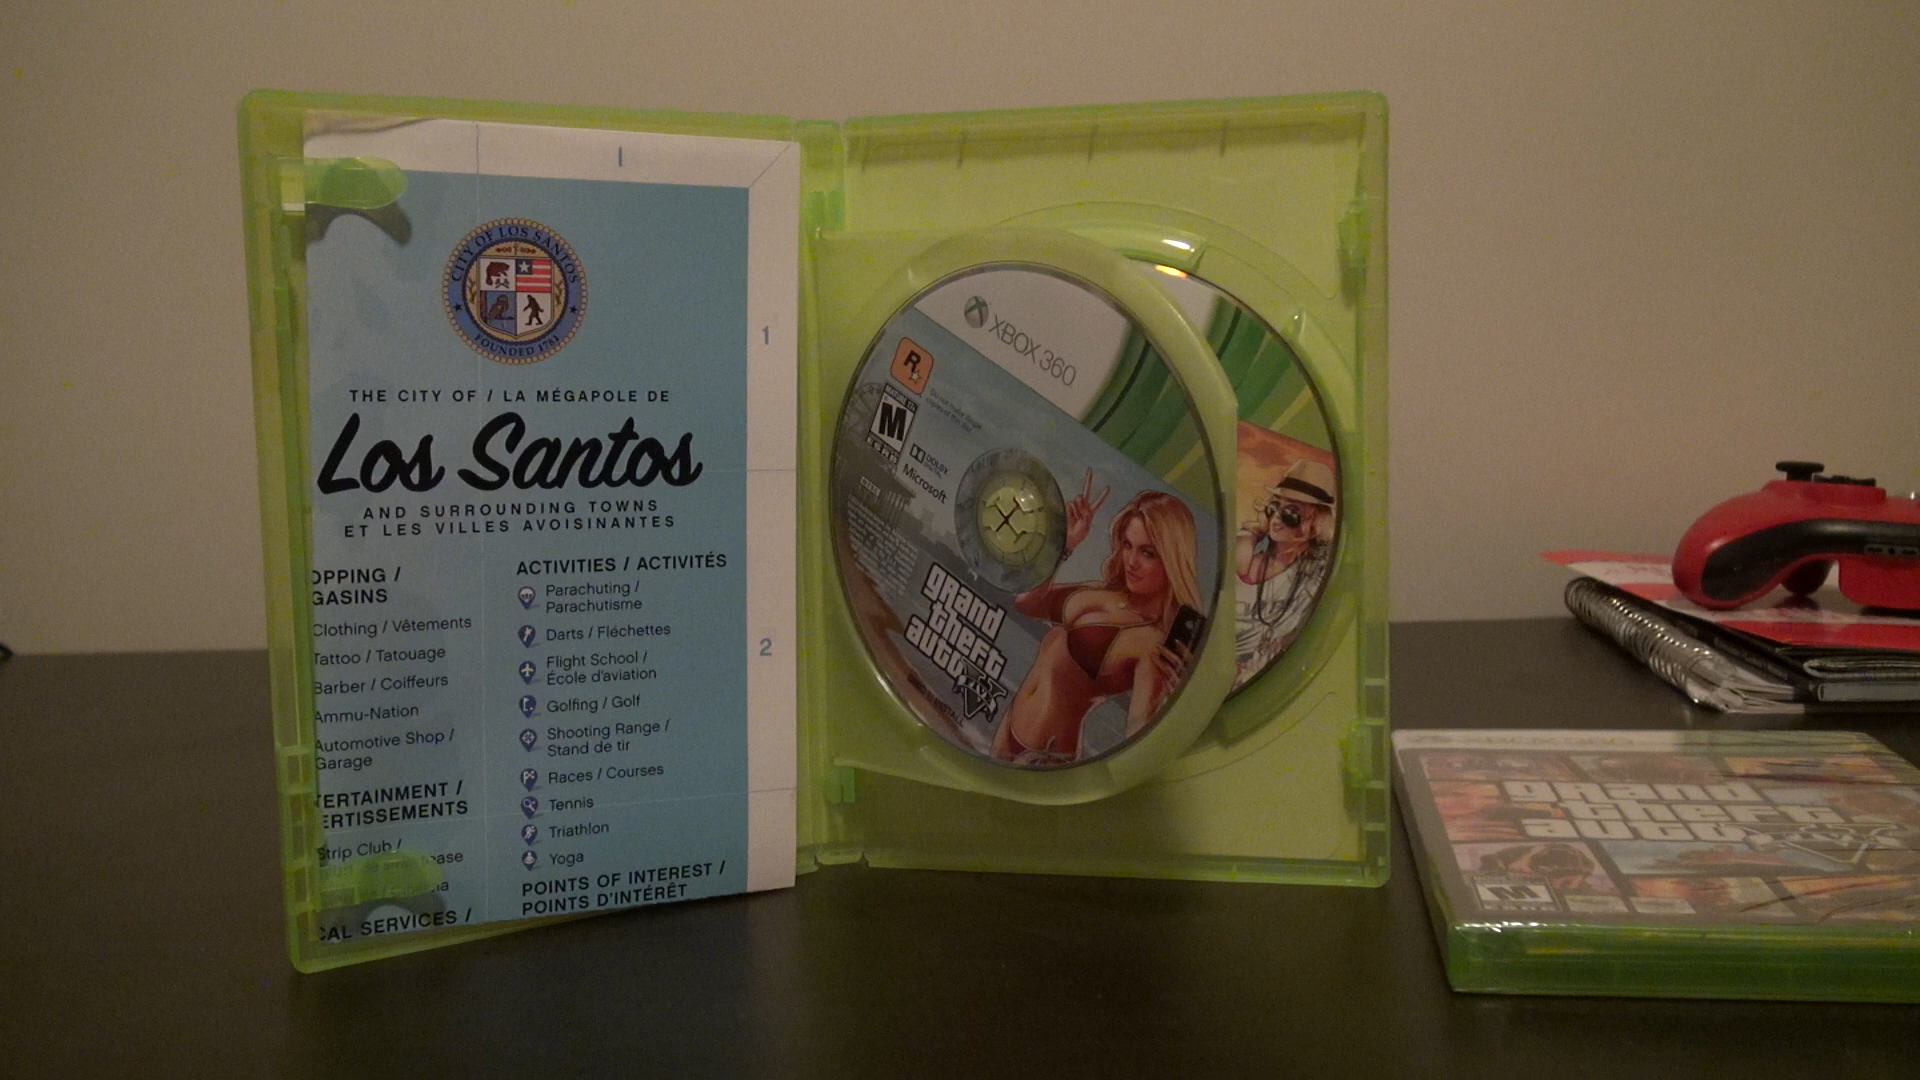 I
CITY OF LOS SANTOS
FOUNDED 1781
THE CITY OF / LA MÉGAPOLE DE
Los Santos
AND SURROUNDING TOWNS
ET LES VILLES AVOISINANTES
OPPING /
GASINS
Clothing / Vêtements
Tattoo / Tatouage
Barber / Coiffeurs
Ammu-Nation
Automotive Shop /
Garage
TERTAINMENT /
ERTISSEMENTS
Strip Club /
CAL SERVICES /
ACTIVITIES / ACTIVITÉS
Parachuting /
Parachutisme
Darts / Fléchettes
Flight School /
École d'aviation
Golfing / Golf
Shooting Range /
Stand de tir
Races / Courses
Tennis
Triathlon
Yoga
POINTS OF INTEREST /
POINTS D'INTÉRÊT
1
2
XBOX 360
R
M
DOLBY
DIGITAL
Microsoft
grand
theft
auto V
grand
theft
auto V
M